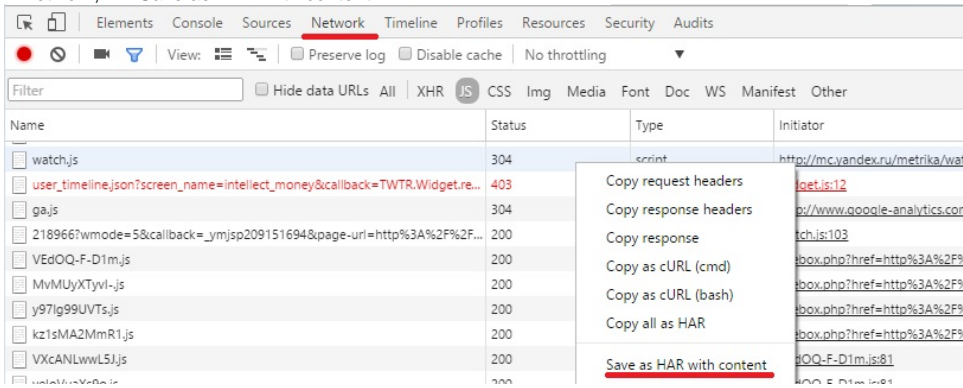 Elements Console Sources Network Timeline Profiles Resources Security Audits
View: Preserve log Disable cache No throttling
Filter Hide data URLs All XHR JS CSS Img Media Font Doc WS Manifest Other
Name Status Type Initiator
watch.js 304 script http://mc.yandex.ru/metrika/wat
user_timeline.json?screen_name=intellect_money&callback=TWTR.Widget.re... 403 Copy request headers dget.js:12
ga.js 304 Copy response headers p://www.google-analytics.com
218966?wmode=5&callback=_ymjsp209151694&page-url=http%3A%2F%2F... 200 Copy response tch.js:103
VEdOQ-F-D1m.js 200 Copy as cURL (cmd) ebox.php?href=http%3A%2F%
MvMUyXTyvI-.js 200 Copy as cURL (bash) ebox.php?href=http%3A%2F%
y97Ig99UVTs.js 200 Copy all as HAR ebox.php?href=http%3A%2F%
kz1sMA2MmR1.js 200 ebox.php?href=http%3A%2F%
VXcANLwwL5J.js 200 Save as HAR with content dOQ-F-D1m.js:81
200